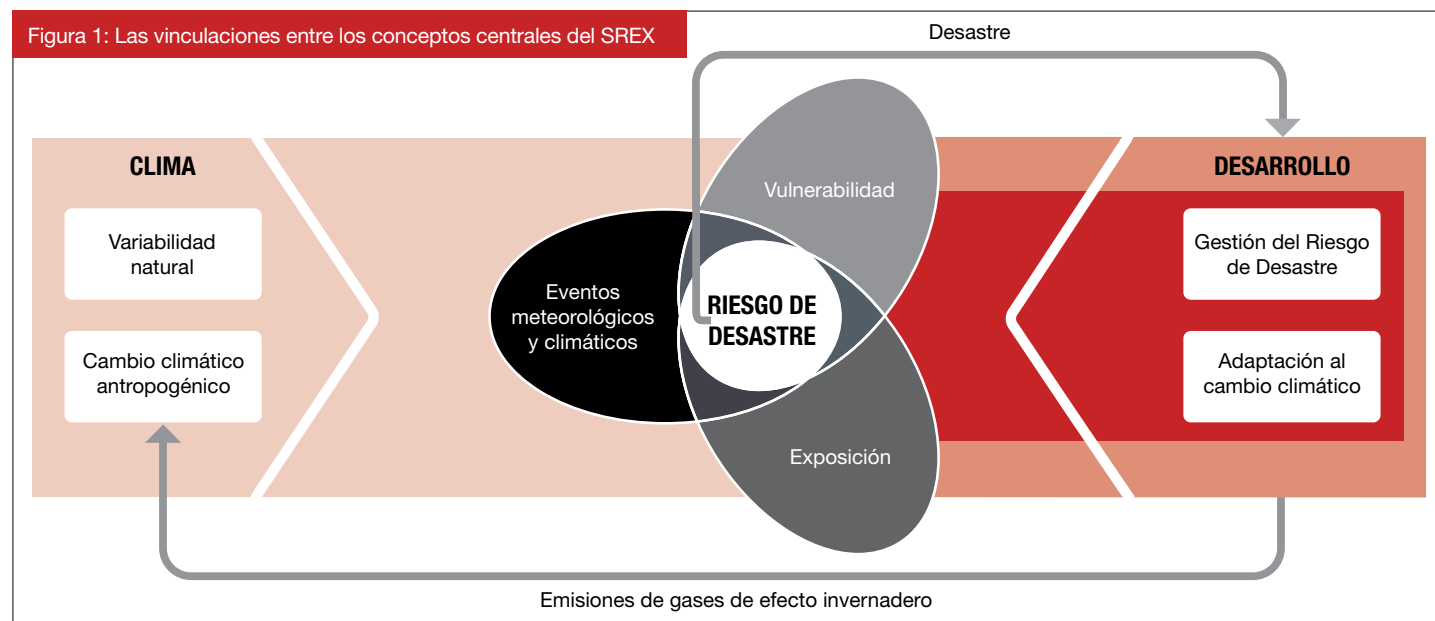 Figura 1: Las vinculaciones entre los conceptos centrales del SREX
Desastre
CLIMA
Variabilidad
natural
Cambio climático
antropogénico
Eventos
meteorológicos
y climáticos
Vulnerabilidad
RIESGO DE
DESASTRE
Exposición
DESARROLLO
Gestión del Riesgo
de Desastre
Adaptación al
cambio climático
Emisiones de gases de efecto invernadero